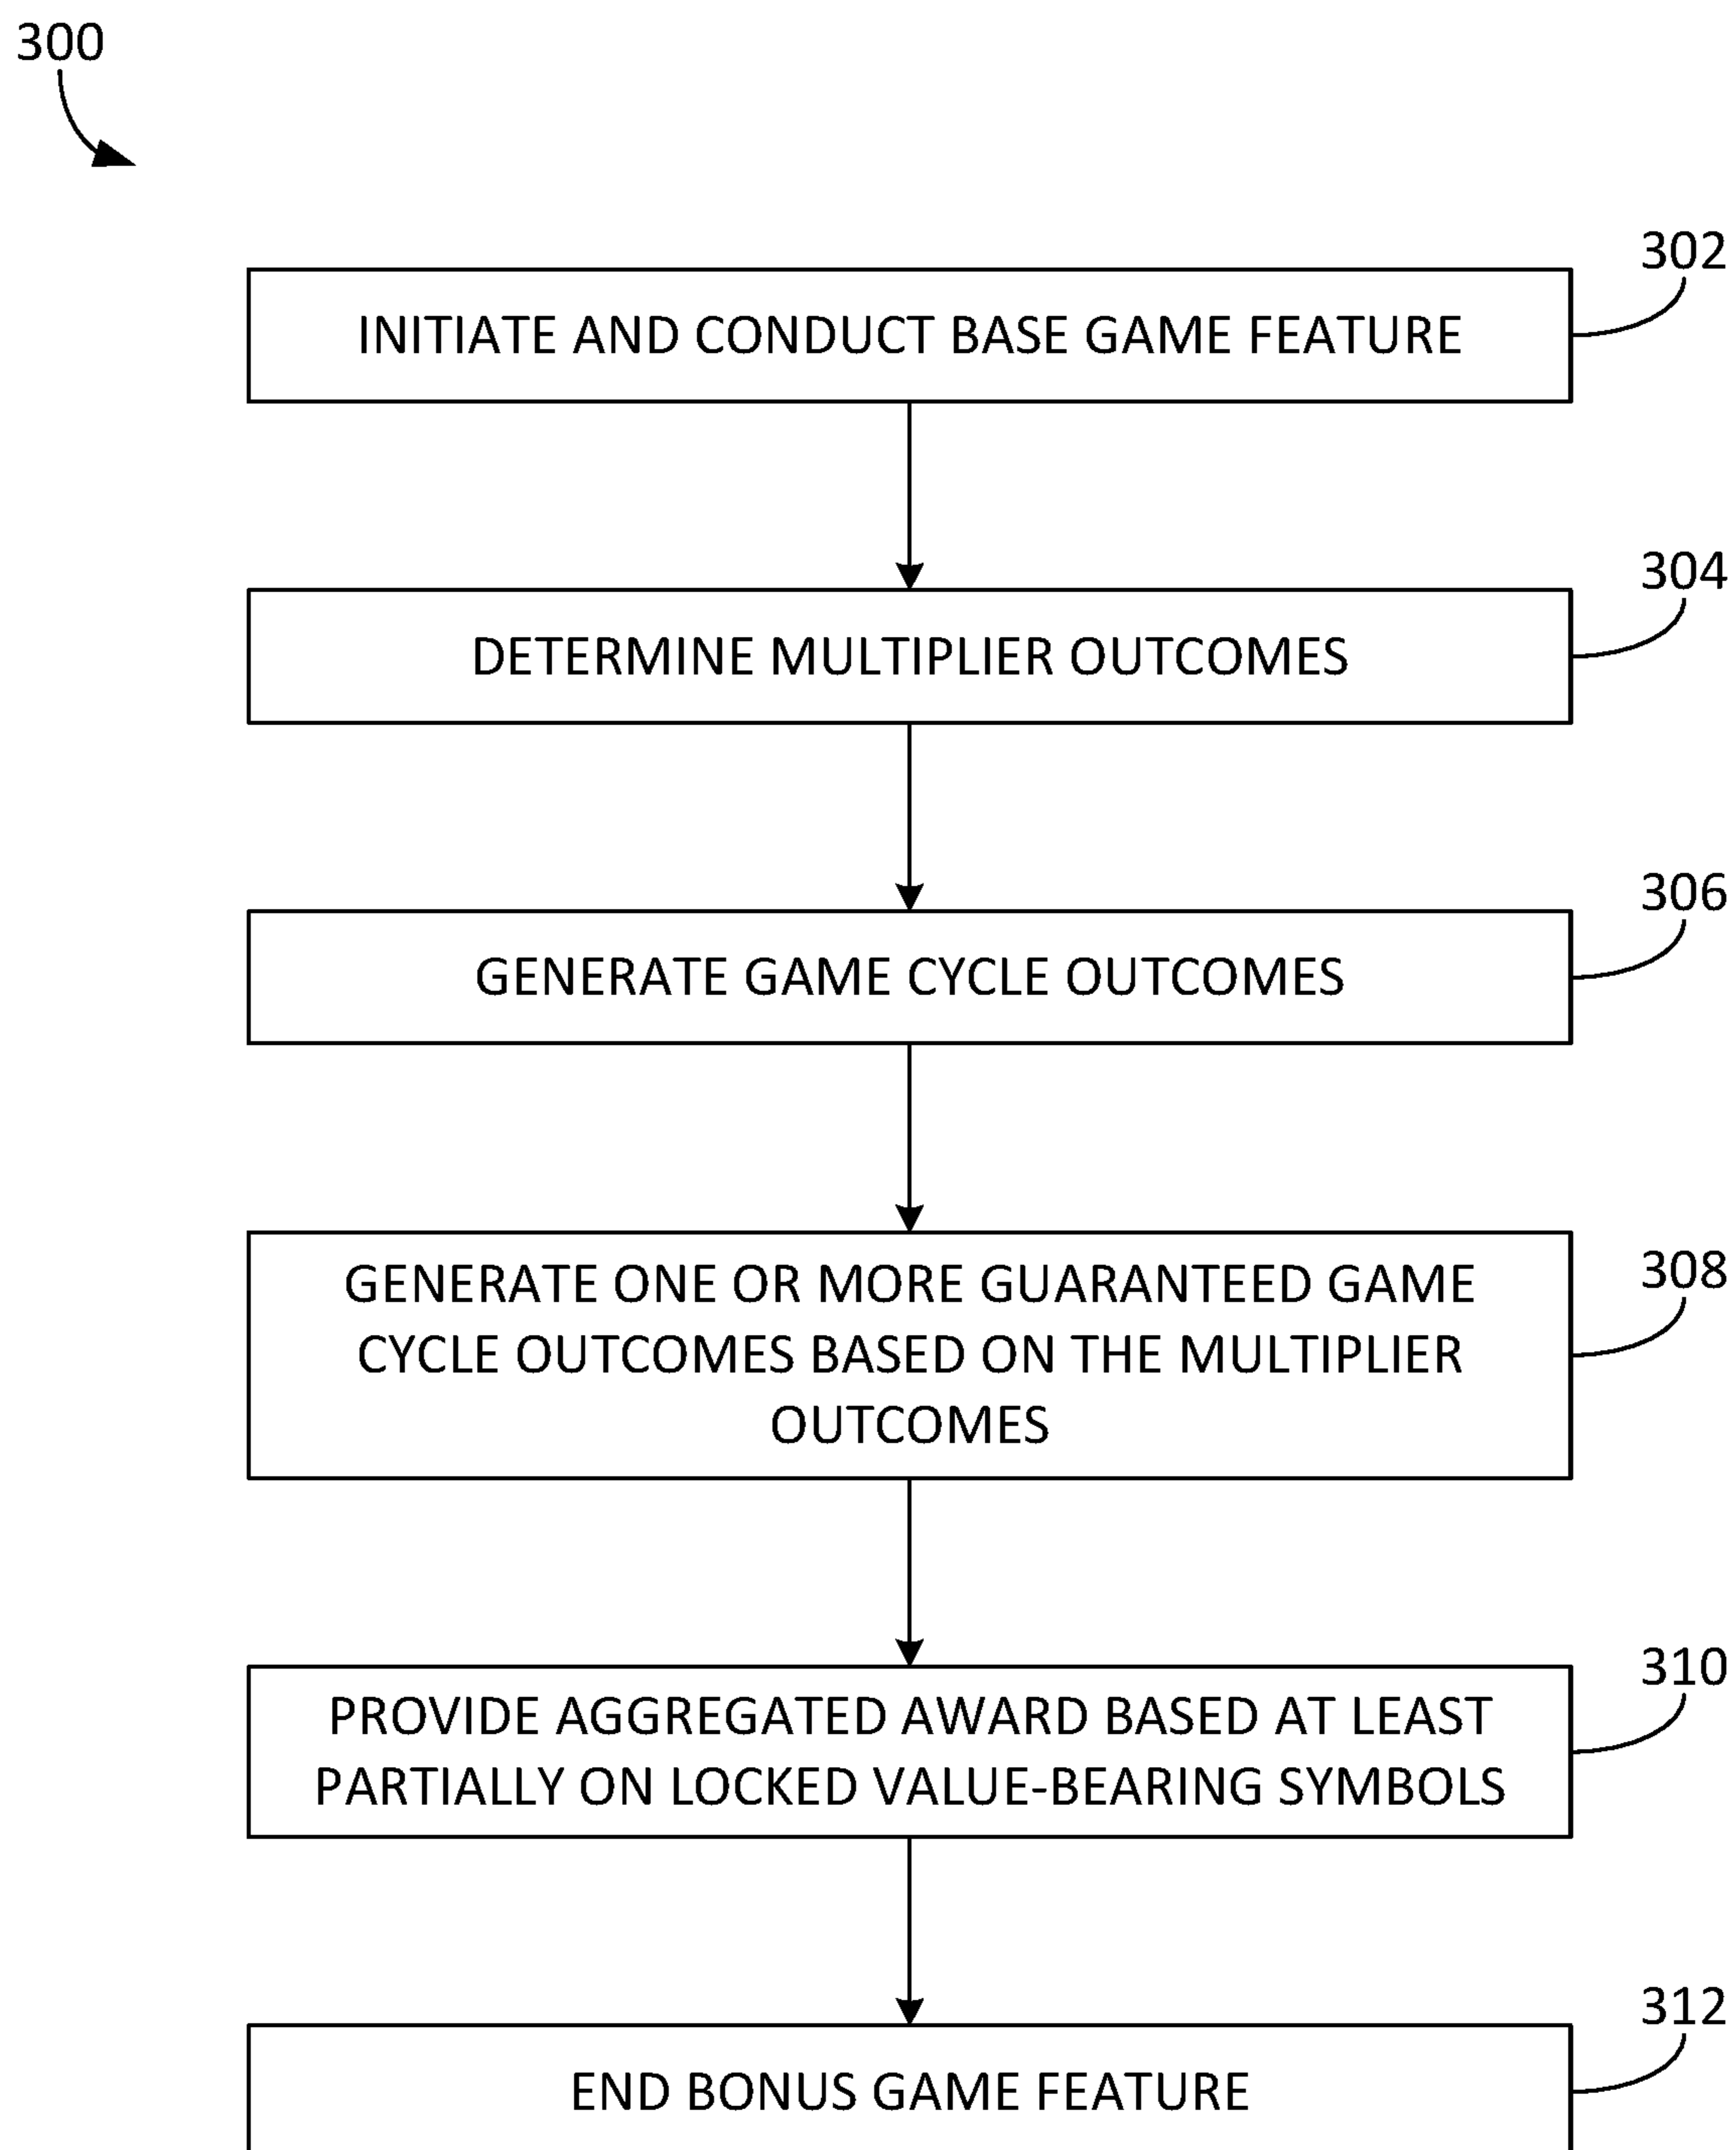 300
302
INITIATE AND CONDUCT BASE GAME FEATURE
304
DETERMINE MULTIPLIER OUTCOMES
306
GENERATE GAME CYCLE OUTCOMES
308
GENERATE ONE OR MORE GUARANTEED GAME
CYCLE OUTCOMES BASED ON THE MULTIPLIER
OUTCOMES
310
PROVIDE AGGREGATED AWARD BASED AT LEAST
PARTIALLY ON LOCKED VALUE-BEARING SYMBOLS
312
END BONUS GAME FEATURE